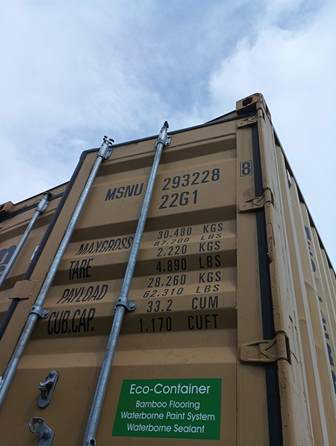 MSNU 293228 8
22G1
MAXGROSS 30.480 KGS
67.200 LBS
TARE 2.220 KGS
4.890 LBS
PAYLOAD 28.260 KGS
62.310 LBS
CUB.CAP. 33.2 CUM
1.170 CUFT
Eco-Container
Bamboo Flooring
Waterborne Paint System
Waterborne Sealant